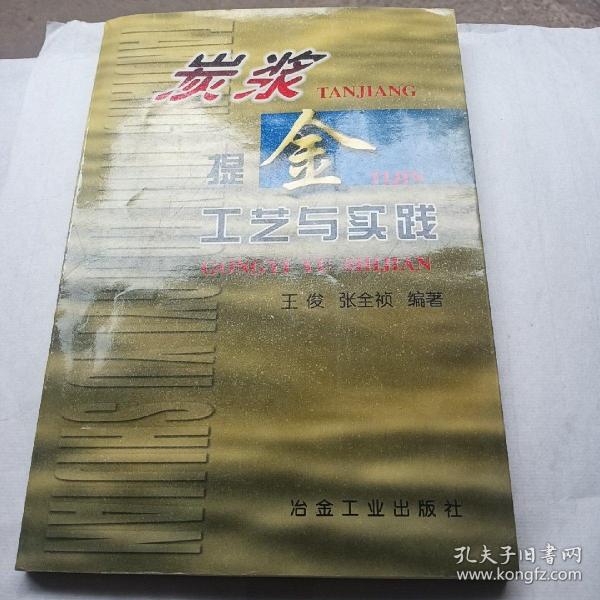 炭浆
TANJIANG
提金
TIJIN
工艺与实践
GONGYI YU SHIJIAN
王俊 张全祯 编著
冶金工业出版社
孔夫子旧书网
www.kongfz.com